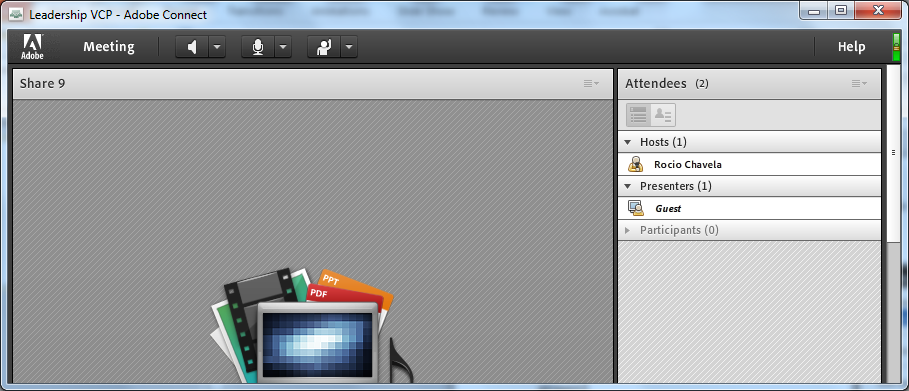 Leadership VCP - Adobe Connect
Adobe
Meeting
Help
Share 9
Attendees (2)
Hosts (1)
Rocio Chavela
Presenters (1)
Guest
Participants (0)
PPT
PDF